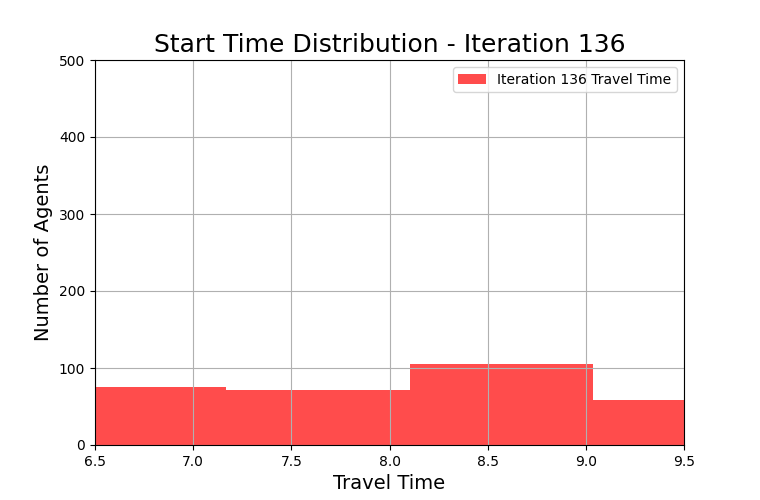 Start Time Distribution - Iteration 136
Iteration 136 Travel Time
Number of Agents
500
400
300
200
100
0
6.5 7.0 7.5 8.0 8.5 9.0 9.5
Travel Time